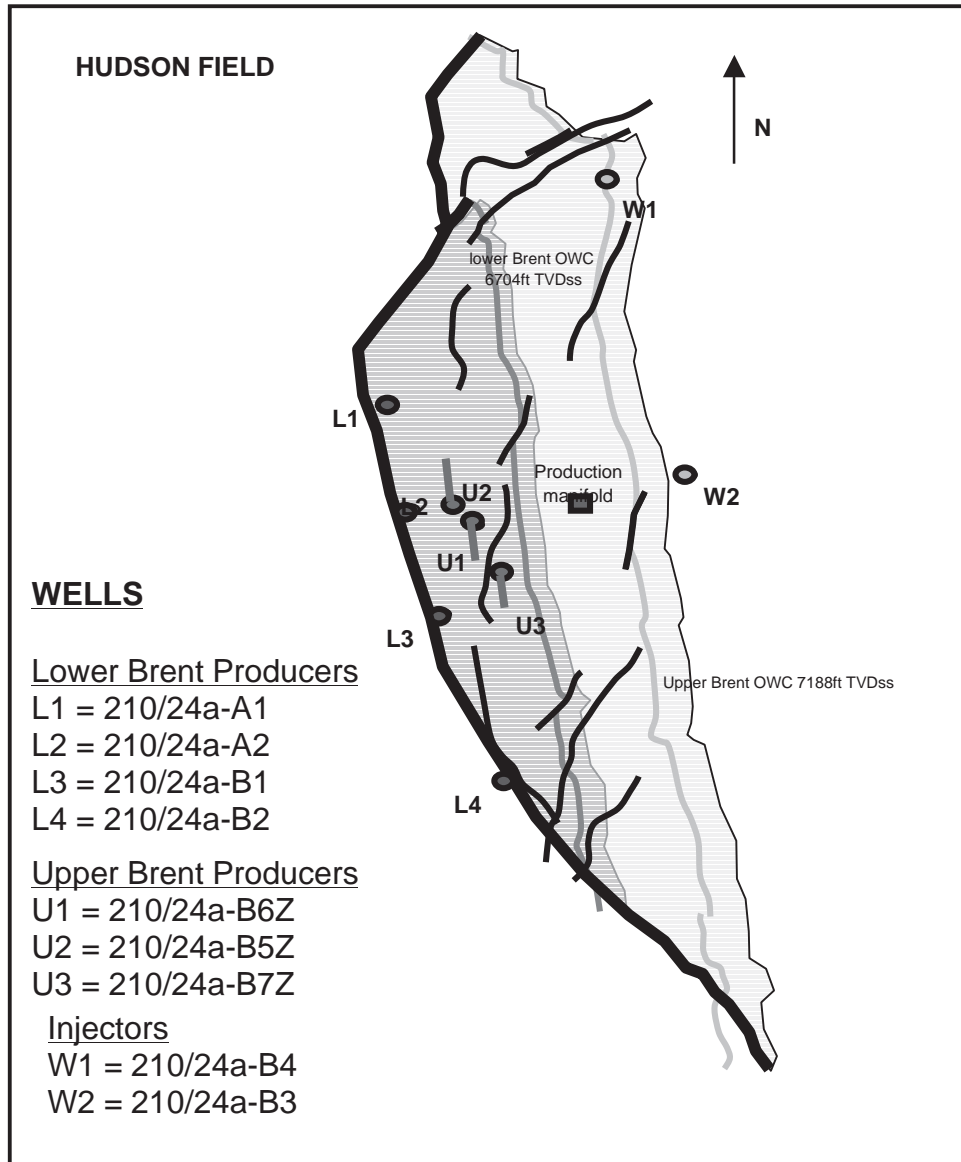 HUDSON FIELD
N
W1
lower Brent OWC
6704ft TVDss
L1
Production
manifold
U2
L2
W2
U1
U3
L3
Upper Brent OWC 7188ft TVDss
L4
WELLS
Lower Brent Producers
L1 = 210/24a-A1
L2 = 210/24a-A2
L3 = 210/24a-B1
L4 = 210/24a-B2
Upper Brent Producers
U1 = 210/24a-B6Z
U2 = 210/24a-B5Z
U3 = 210/24a-B7Z
Injectors
W1 = 210/24a-B4
W2 = 210/24a-B3